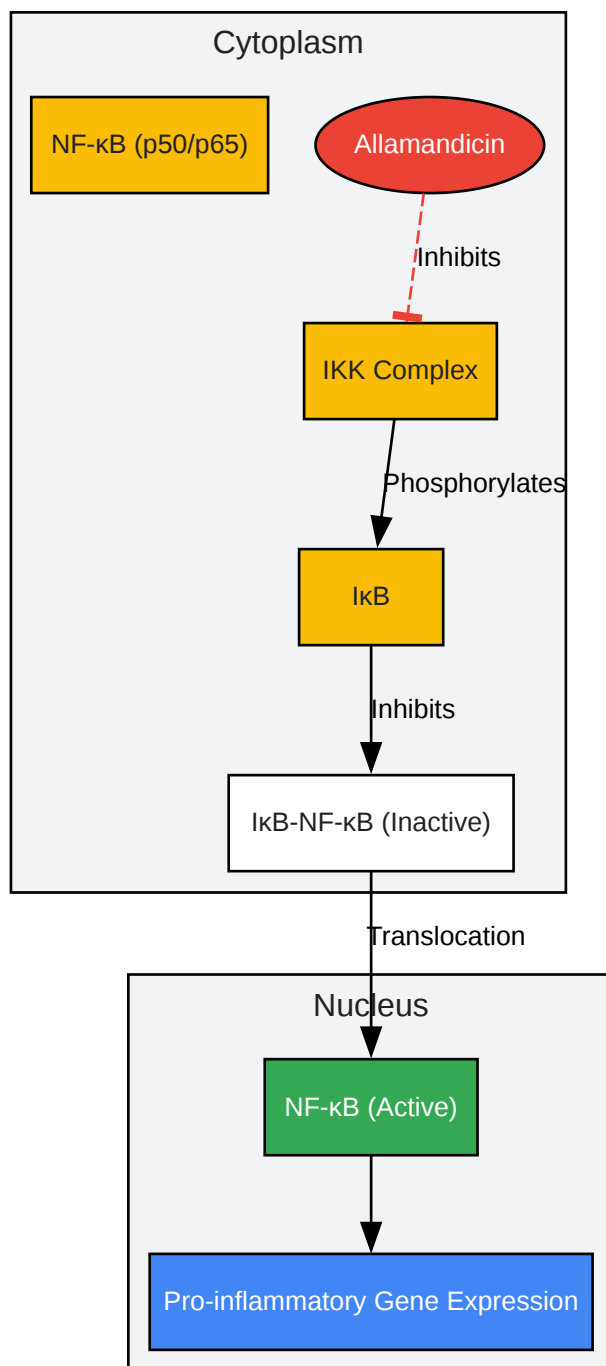 Cytoplasm
NF-κB (p50/p65)
Allamandicin
Inhibits
IKK Complex
Phosphorylates
IκB
Inhibits
IκB-NF-κB (Inactive)
Translocation
Nucleus
NF-κB (Active)
Pro-inflammatory Gene Expression